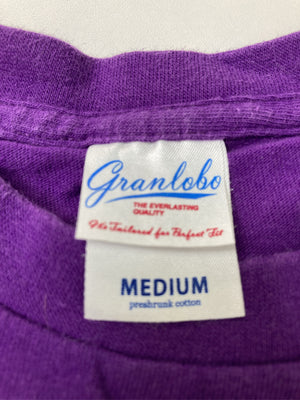 Granlobo
THE EVERLASTING
QUALITY
It's Tailored for Perfect Fit
MEDIUM
preshrunk cotton